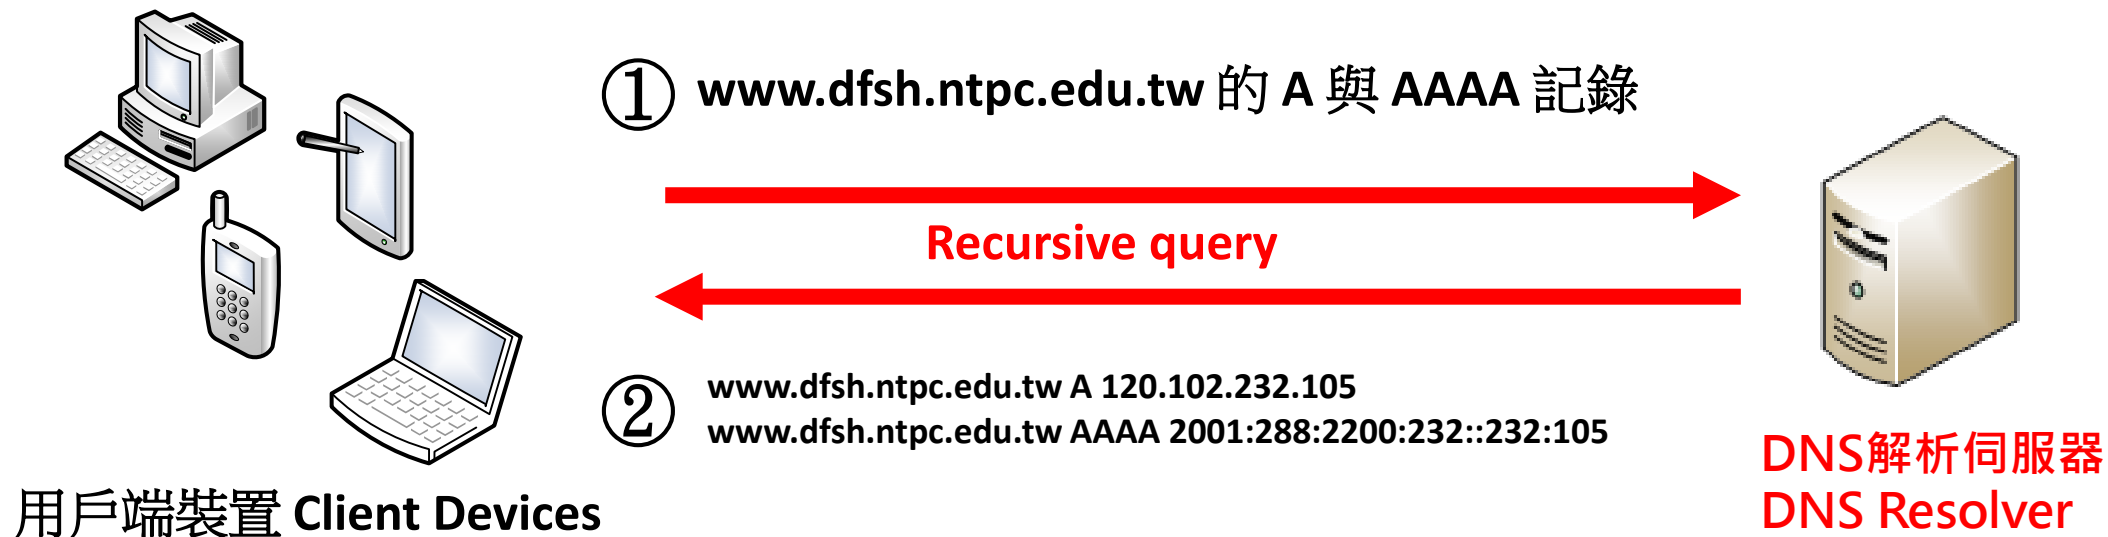 ① www.dfsh.ntpc.edu.tw 的 A 與 AAAA 記錄
Recursive query
② www.dfsh.ntpc.edu.tw A 120.102.232.105
www.dfsh.ntpc.edu.tw AAAA 2001:288:2200:232::232:105
用戶端裝置 Client Devices
DNS解析伺服器
DNS Resolver